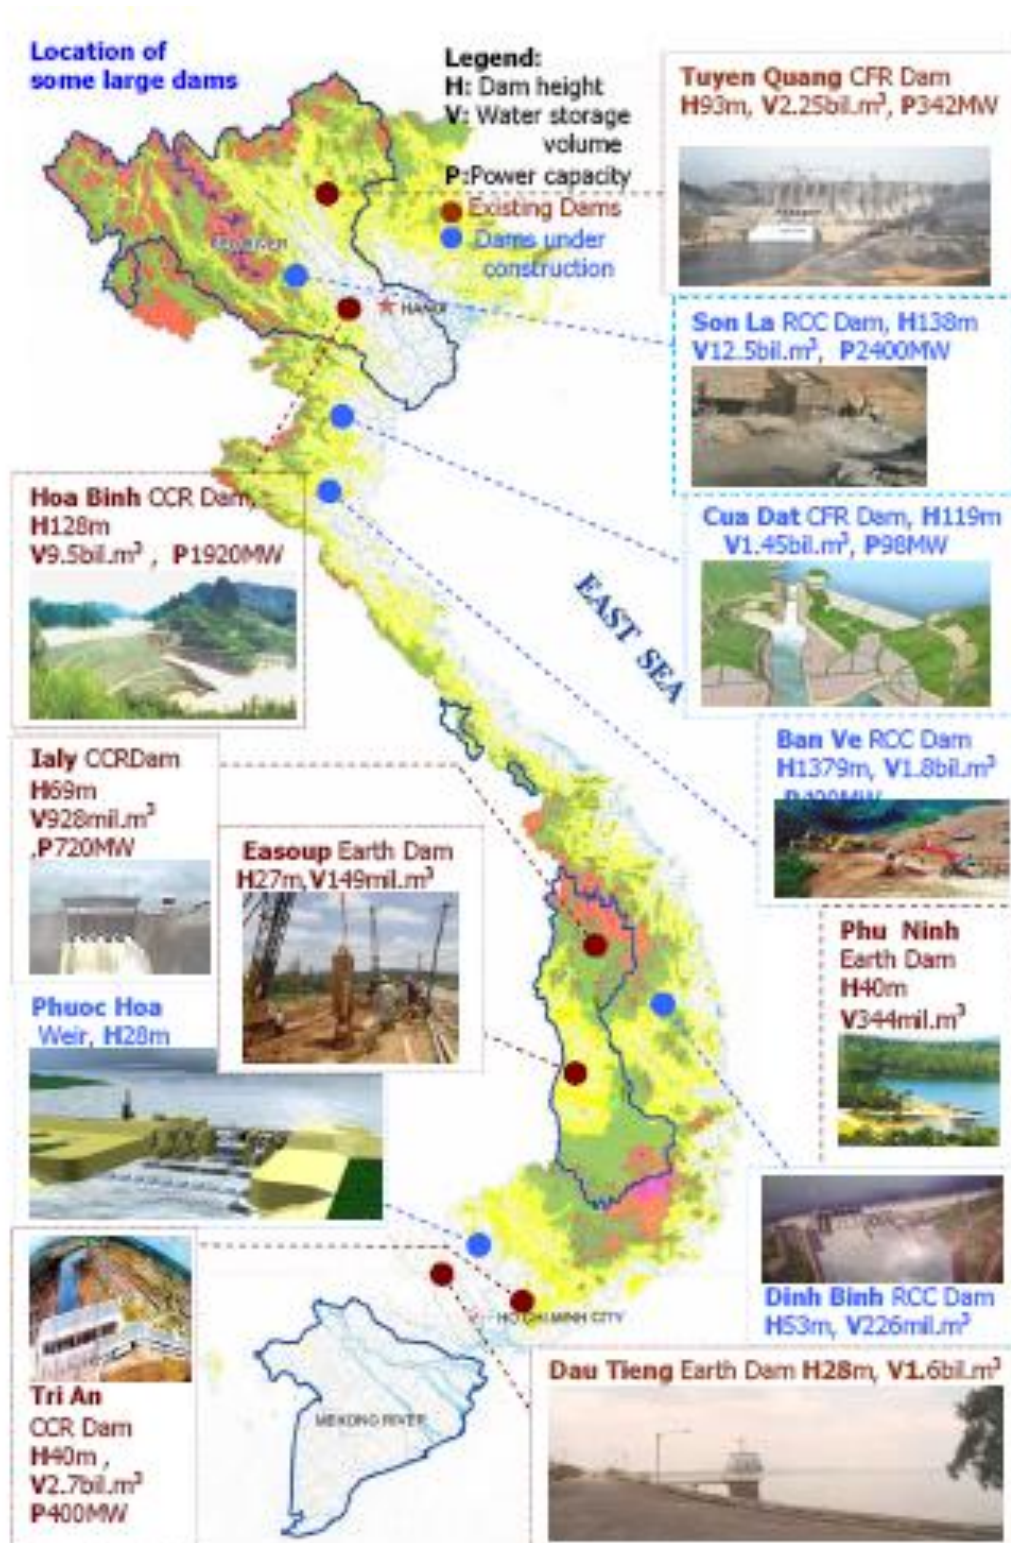 Location of
some large dams
Legend:
H: Dam height
V: Water storage
volume
P:Power capacity
Existing Dams
Dams under
construction
Tuyen Quang CFR Dam
H93m, V2.25bil.m³, P342MW
RED RIVER
HANOI
Son La RCC Dam, H138m
V12.5bil.m³, P2400MW
Hoa Binh CCR Dam,
H128m
V9.5bil.m³ , P1920MW
Cua Dat CFR Dam, H119m
V1.45bil.m³, P98MW
EAST SEA
Ban Ve RCC Dam
H1379m, V1.8bil.m³
Ialy CCRDam
H69m
V928mil.m³
,P720MW
Easoup Earth Dam
H27m,V149mil.m³
Phu Ninh
Earth Dam
H40m
V344mil.m³
Phuoc Hoa
Weir, H28m
Dinh Binh RCC Dam
H53m, V226mil.m³
HO CHI MINH CITY
Dau Tieng Earth Dam H28m, V1.6bil.m³
Tri An
CCR Dam
H40m ,
V2.7bil.m³
P400MW
MEKONG RIVER